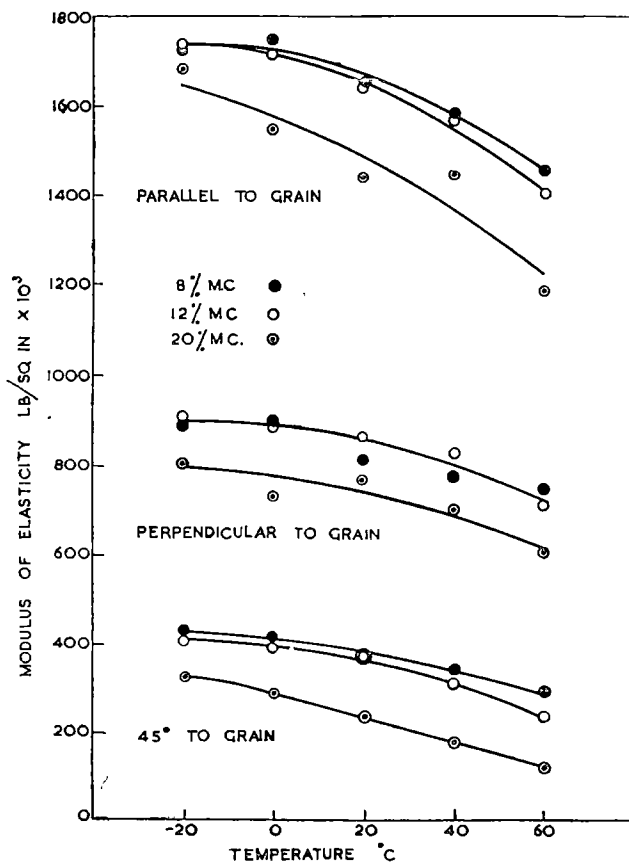 1800
1600
1400
PARALLEL TO GRAIN
1200
8% M.C
12% M C
20% M C.
1000
800
PERPENDICULAR TO GRAIN
600
400
200
45° TO GRAIN
0
-20 0 20 40 60
TEMPERATURE °C
MODULUS OF ELASTICITY LB/SQ IN × 10³